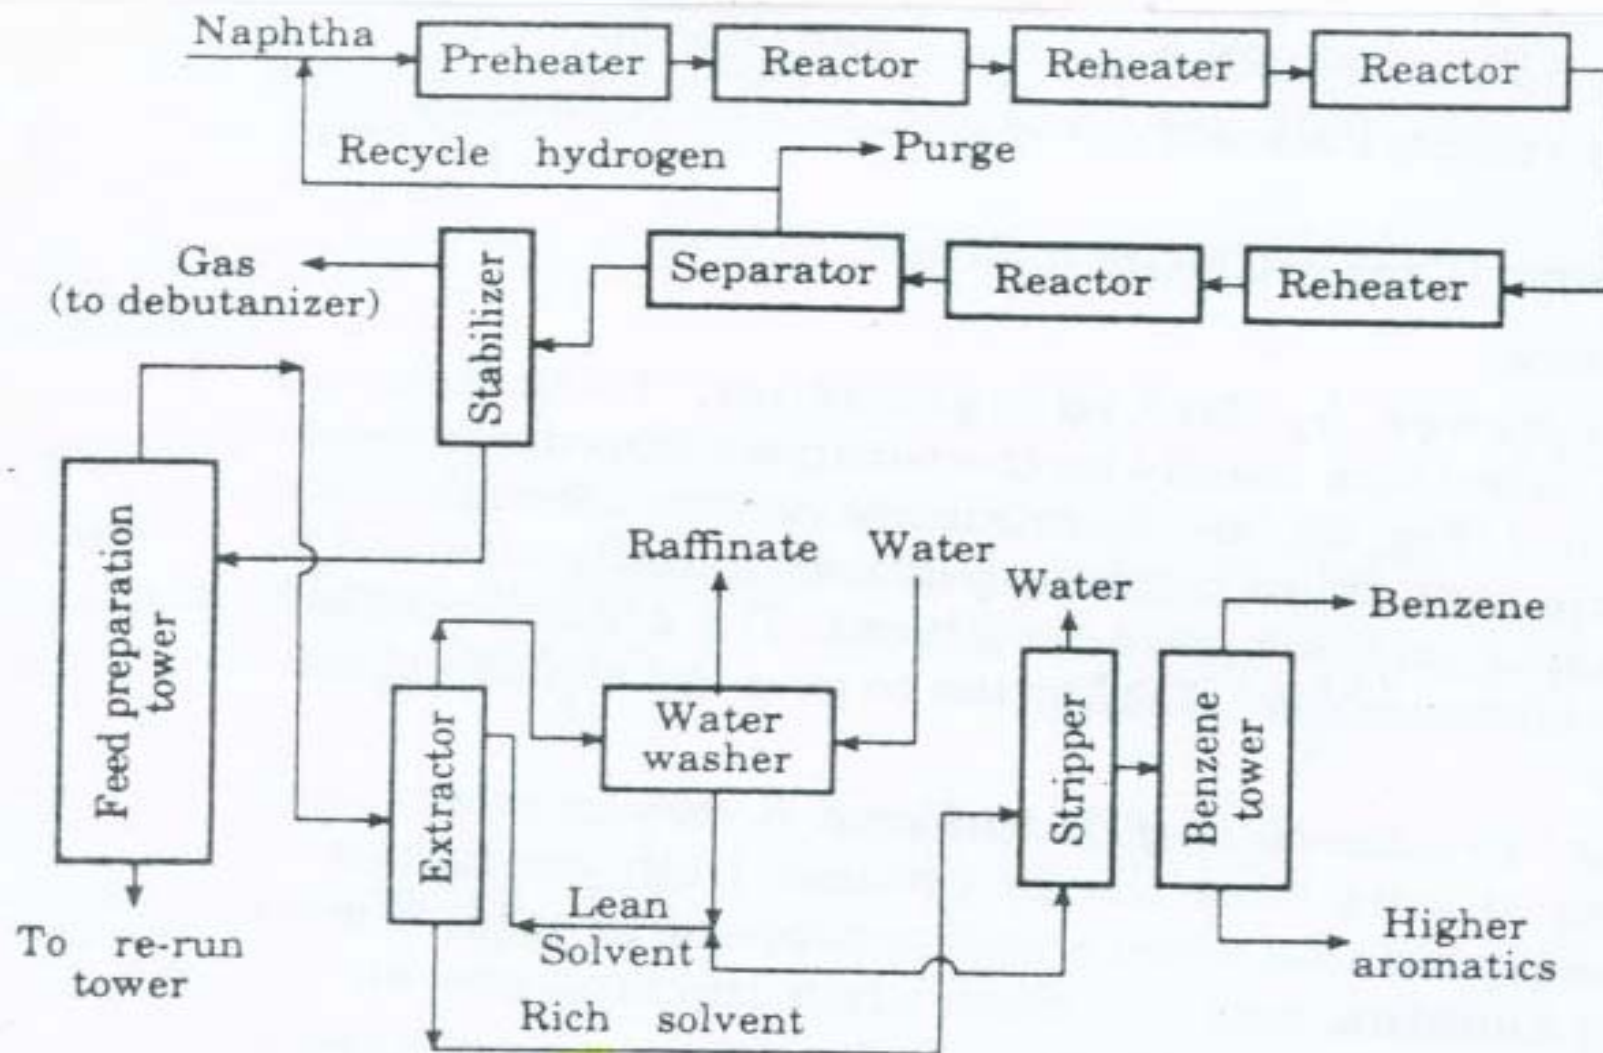 Naphtha
Preheater
Reactor
Reheater
Reactor
Recycle hydrogen
Purge
Gas
(to debutanizer)
Stabilizer
Separator
Reactor
Reheater
Feed preparation
tower
To re-run
tower
Extractor
Raffinate
Water
Water
washer
Lean
Solvent
Rich solvent
Water
Stripper
Benzene
tower
Benzene
Higher
aromatics